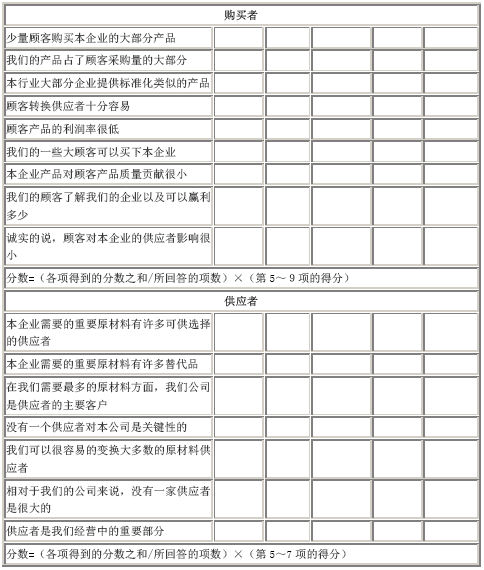 购买者
少量顾客购买本企业的大部分产品
我们的产品占了顾客采购量的大部分
本行业大部分企业提供标准化类似的产品
顾客转换供应者十分容易
顾客产品的利润率很低
我们的一些大顾客可以买下本企业
本企业产品对顾客产品质量贡献很小
我们的顾客了解我们的企业以及可以赢利
多少
诚实的说，顾客对本企业的供应者影响很
小
分数=（各项得到的分数之和/所回答的项数）×（第5～9项的得分）
供应者
本企业需要的重要原材料有许多可供选择
的供应者
本企业需要的重要原材料有许多替代品
在我们需要最多的原材料方面，我们公司
是供应者的主要客户
没有一个供应者对本公司是关键性的
我们可以很容易的变换大多数的原材料供
应者
相对于我们的公司来说，没有一家供应者
是很大的
供应者是我们经营中的重要部分
分数=（各项得到的分数之和/所回答的项数）×（第5～7项的得分）